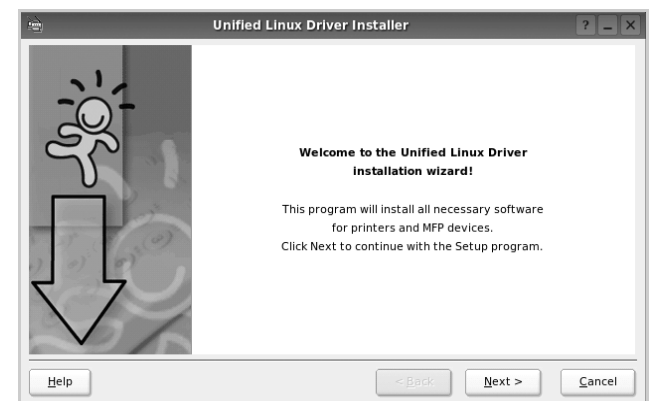 Unified Linux Driver Installer
Welcome to the Unified Linux Driver
installation wizard!
This program will install all necessary software
for printers and MFP devices.
Click Next to continue with the Setup program.
Help
< Back
Next >
Cancel